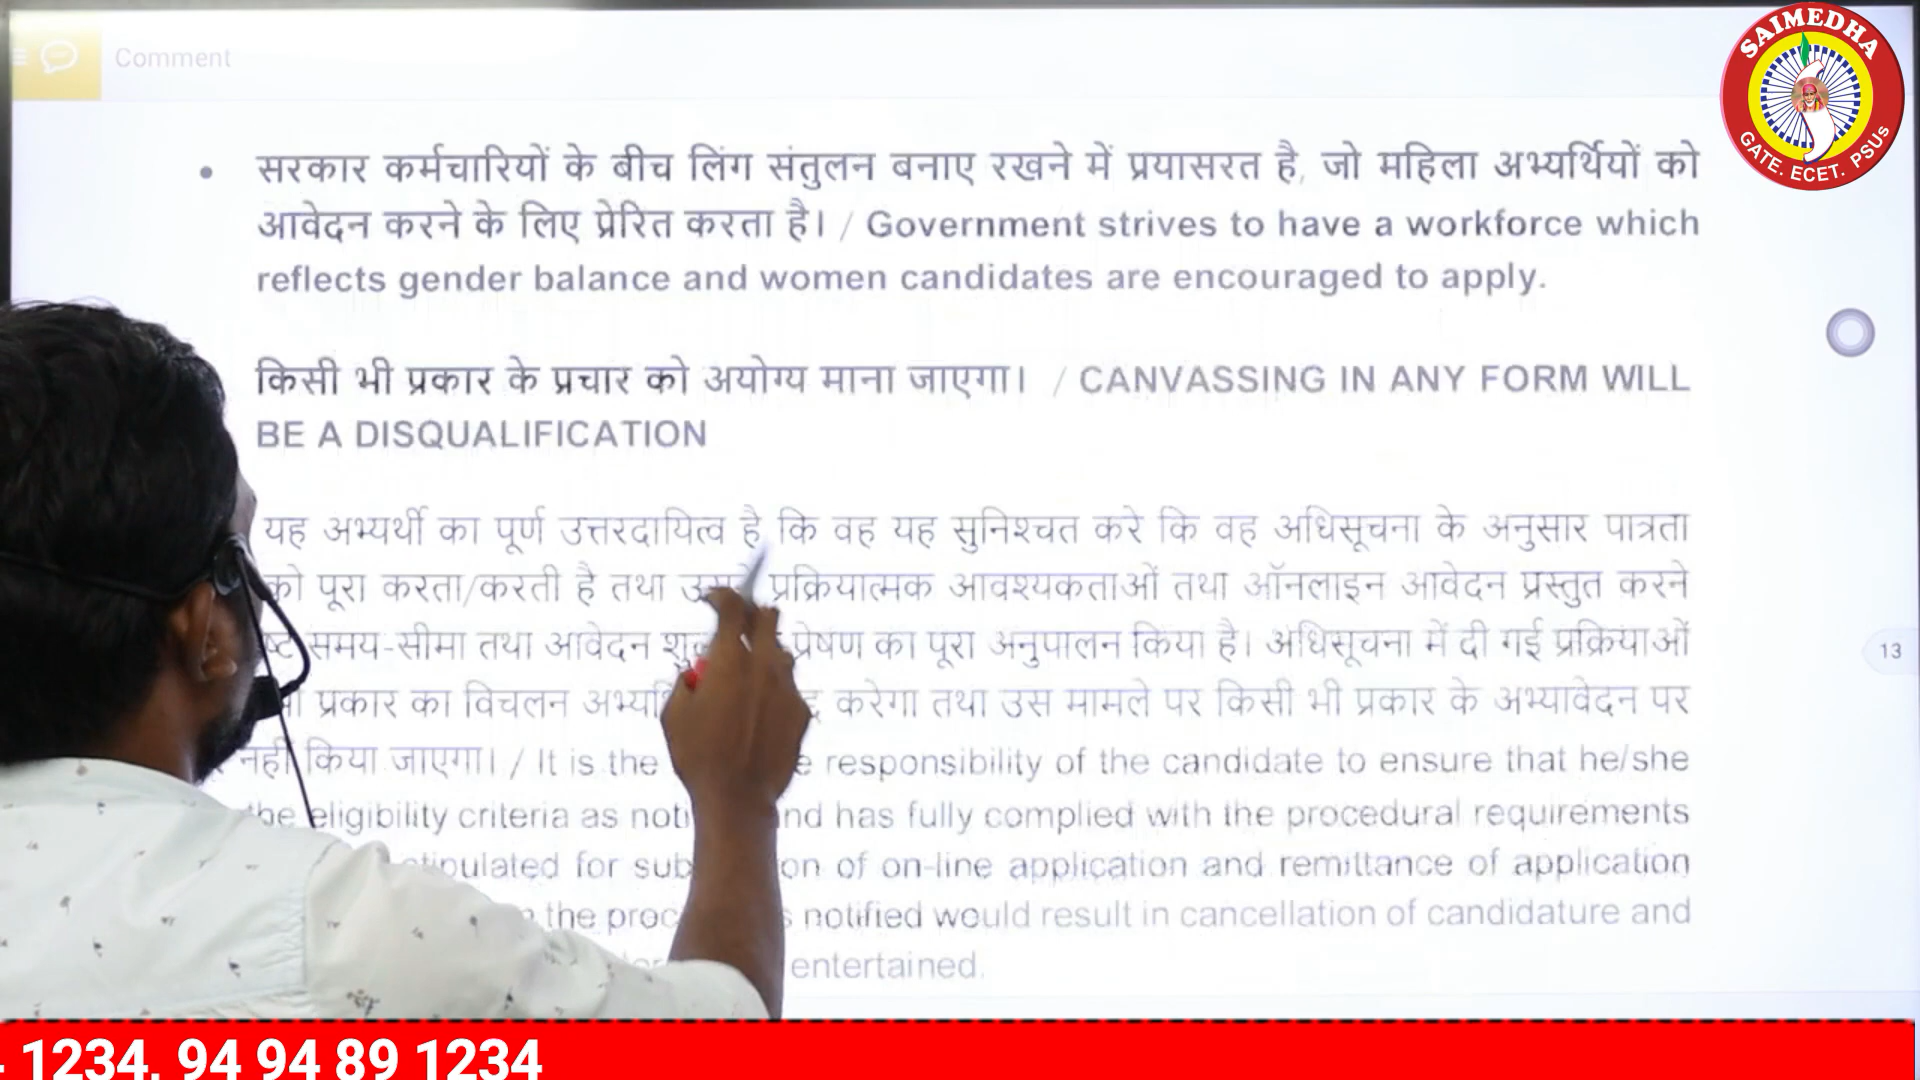 Comment
SAIMEDHA
GATE. ECET. PSUs
• सरकार कर्मचारियों के बीच लिंग संतुलन बनाए रखने में प्रयासरत है, जो महिला अभ्यर्थियों को
आवेदन करने के लिए प्रेरित करता है। / Government strives to have a workforce which
reflects gender balance and women candidates are encouraged to apply.
किसी भी प्रकार के प्रचार को अयोग्य माना जाएगा। / CANVASSING IN ANY FORM WILL
BE A DISQUALIFICATION
यह अभ्यर्थी का पूर्ण उत्तरदायित्व है कि वह यह सुनिश्चत करे कि वह अधिसूचना के अनुसार पात्रता
को पूरा करता/करती है तथा प्रक्रियात्मक आवश्यकताओं तथा ऑनलाइन आवेदन प्रस्तुत करने
समय-सीमा तथा आवेदन प्रेषण का पूरा अनुपालन किया है। अधिसूचना में दी गई प्रक्रियाओं
13
प्रकार का विचलन करेगा तथा उस मामले पर किसी भी प्रकार के अभ्यावेदन पर
नहीं किया जाएगा। / It is the responsibility of the candidate to ensure that he/she
eligibility criteria as and has fully complied with the procedural requirements
for of on-line application and remittance of application
the notified would result in cancellation of candidature and
entertained.
1234, 94 94 89 1234